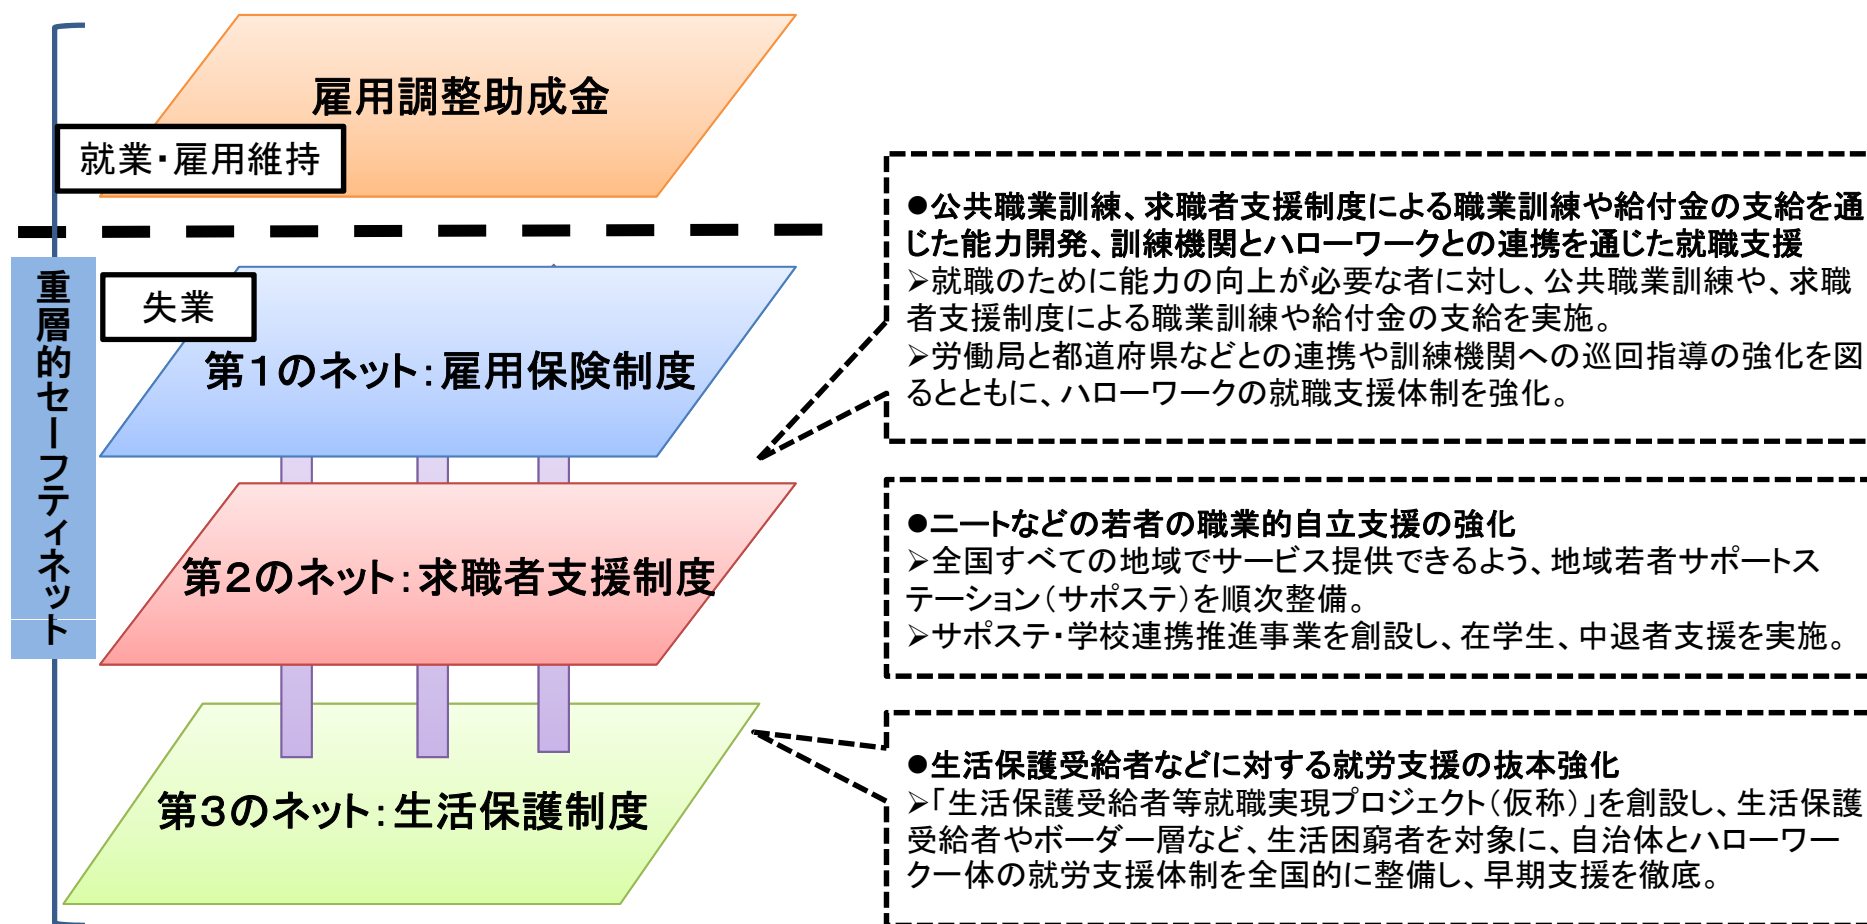 雇用調整助成金
就業・雇用維持
重層的セーフティネット
失業
第1のネット：雇用保険制度
第2のネット：求職者支援制度
第3のネット：生活保護制度
●公共職業訓練、求職者支援制度による職業訓練や給付金の支給を通
じた能力開発、訓練機関とハローワークとの連携を通じた就職支援
➢就職のために能力の向上が必要な者に対し、公共職業訓練や、求職
者支援制度による職業訓練や給付金の支給を実施。
➢労働局と都道府県などとの連携や訓練機関への巡回指導の強化を図
るとともに、ハローワークの就職支援体制を強化。
●ニートなどの若者の職業的自立支援の強化
➢全国すべての地域でサービス提供できるよう、地域若者サポートス
テーション（サポステ）を順次整備。
➢サポステ・学校連携推進事業を創設し、在学生、中退者支援を実施。
●生活保護受給者などに対する就労支援の抜本強化
➢「生活保護受給者等就職実現プロジェクト（仮称）」を創設し、生活保護
受給者やボーダー層など、生活困窮者を対象に、自治体とハローワー
ク一体の就労支援体制を全国的に整備し、早期支援を徹底。